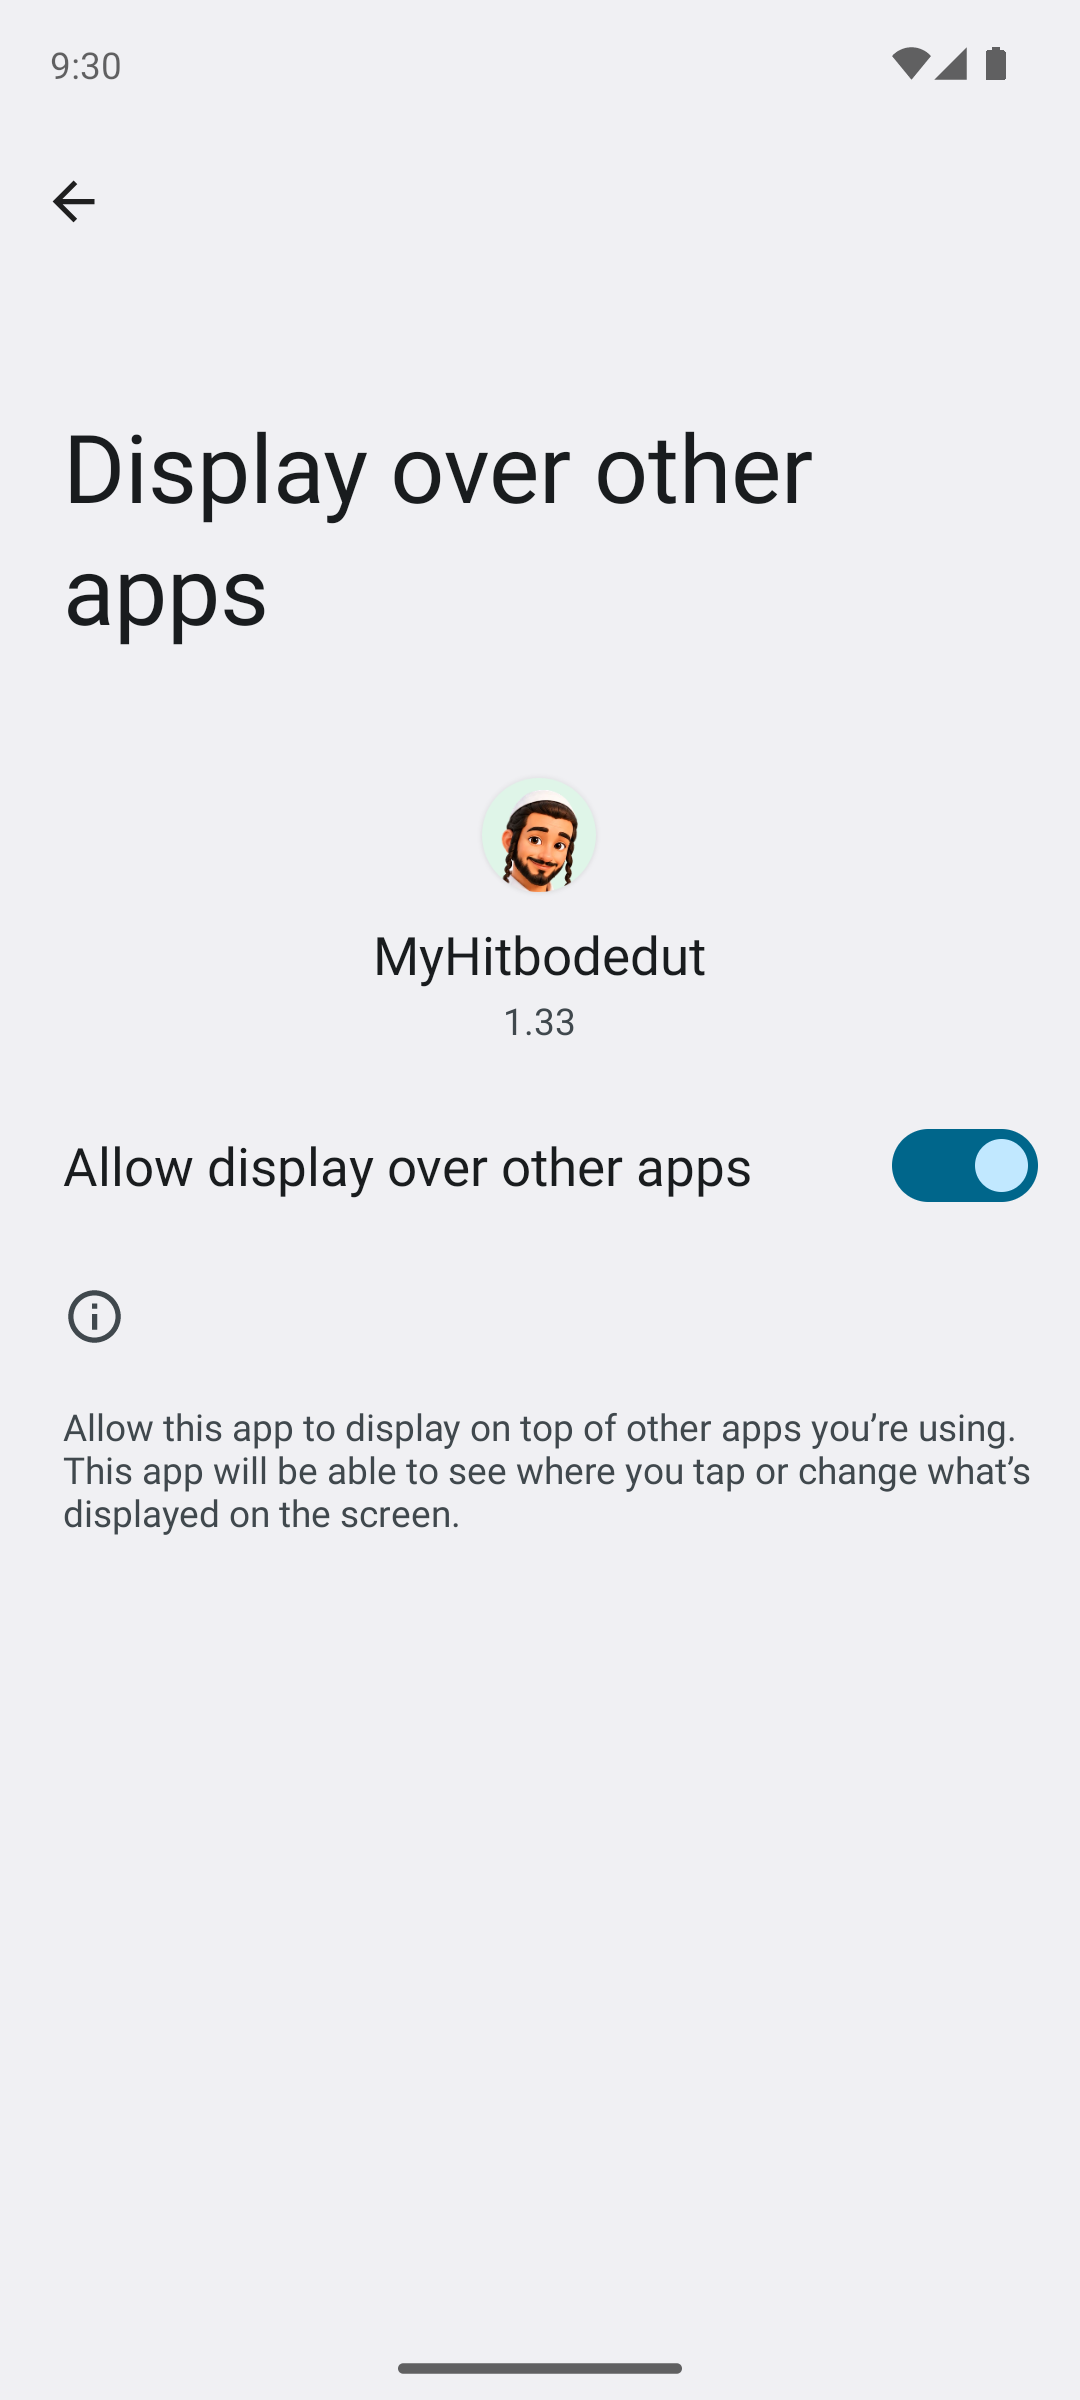 9:30
Display over other
apps
MyHitbodedut
1.33
Allow display over other apps
Allow this app to display on top of other apps you’re using.
This app will be able to see where you tap or change what’s
displayed on the screen.